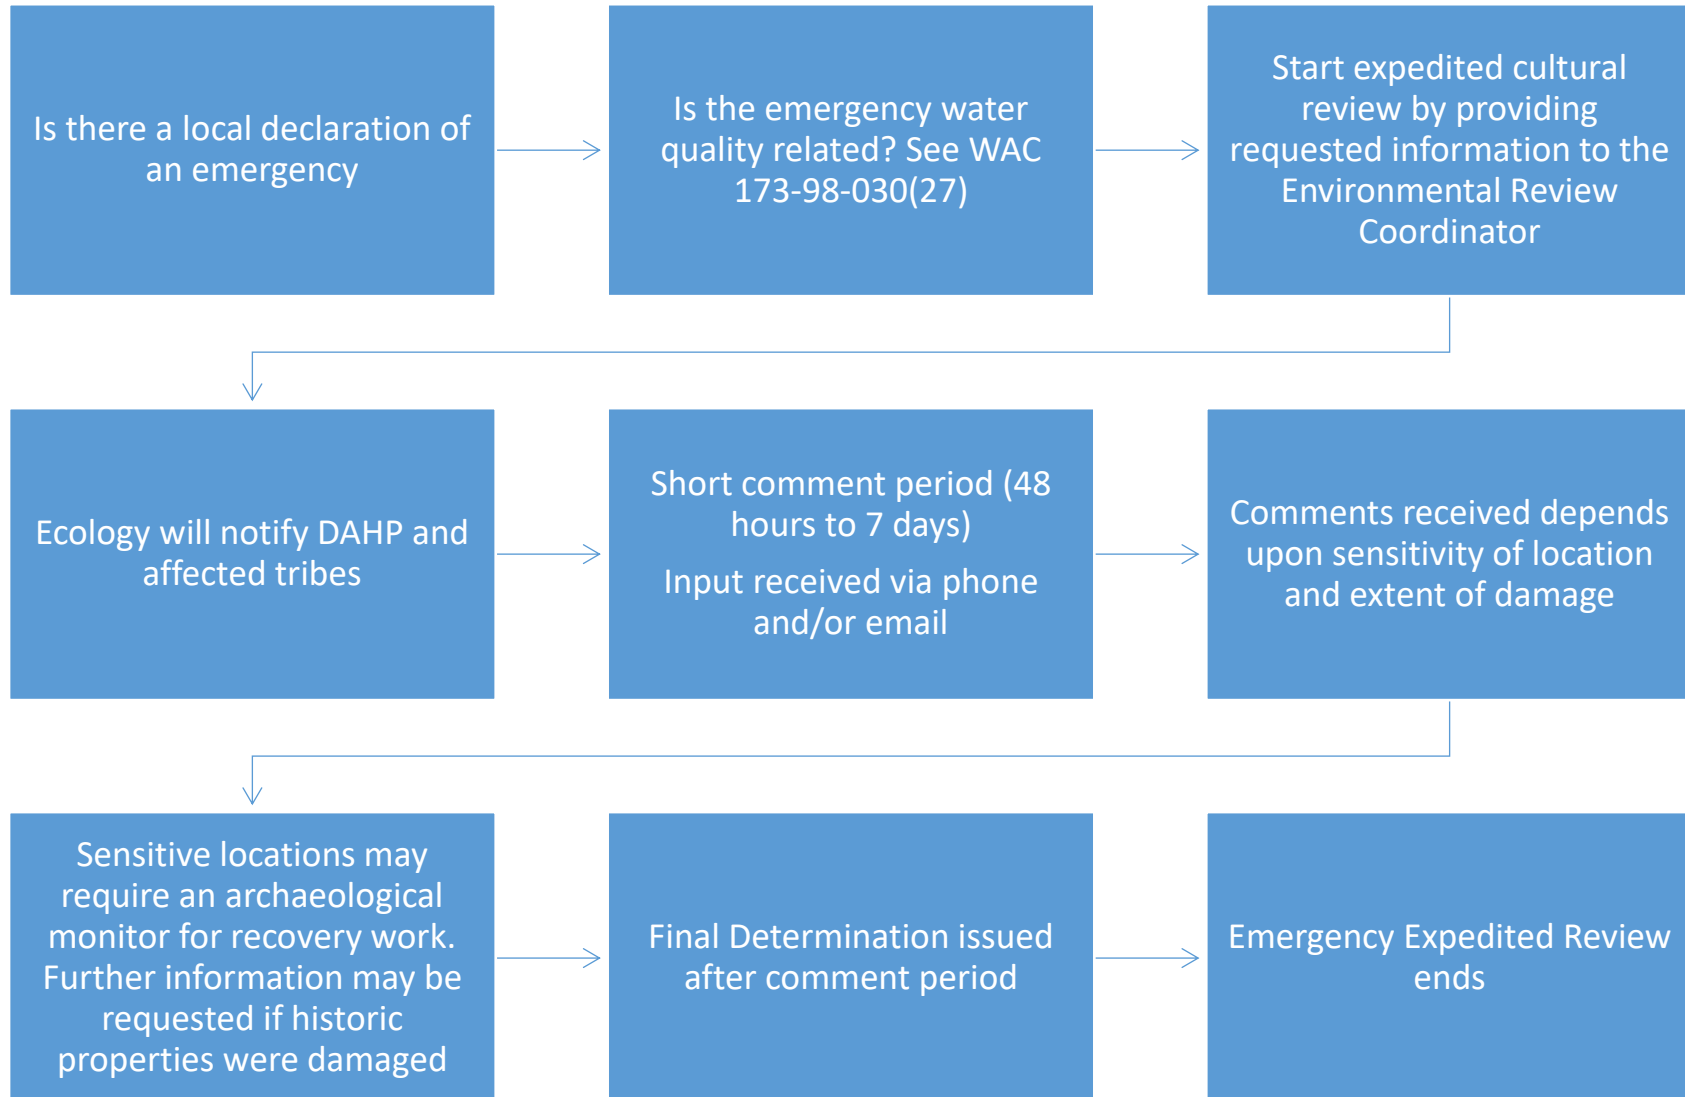 Is there a local declaration of
an emergency
Is the emergency water
quality related? See WAC
173-98-030(27)
Start expedited cultural
review by providing
requested information to the
Environmental Review
Coordinator
Ecology will notify DAHP and
affected tribes
Short comment period (48
hours to 7 days)
Input received via phone
and/or email
Comments received depends
upon sensitivity of location
and extent of damage
Sensitive locations may
require an archaeological
monitor for recovery work.
Further information may be
requested if historic
properties were damaged
Final Determination issued
after comment period
Emergency Expedited Review
ends